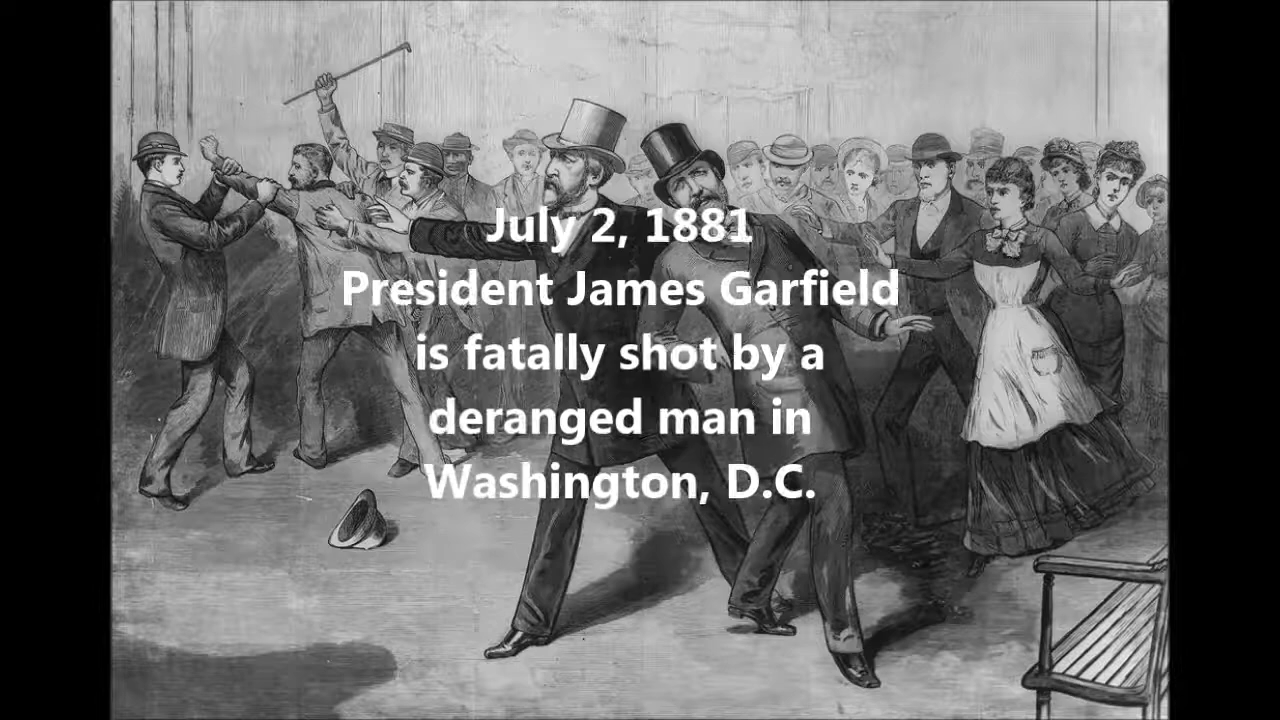 July 2, 1881
President James Garfield
is fatally shot by a
deranged man in
Washington, D.C.